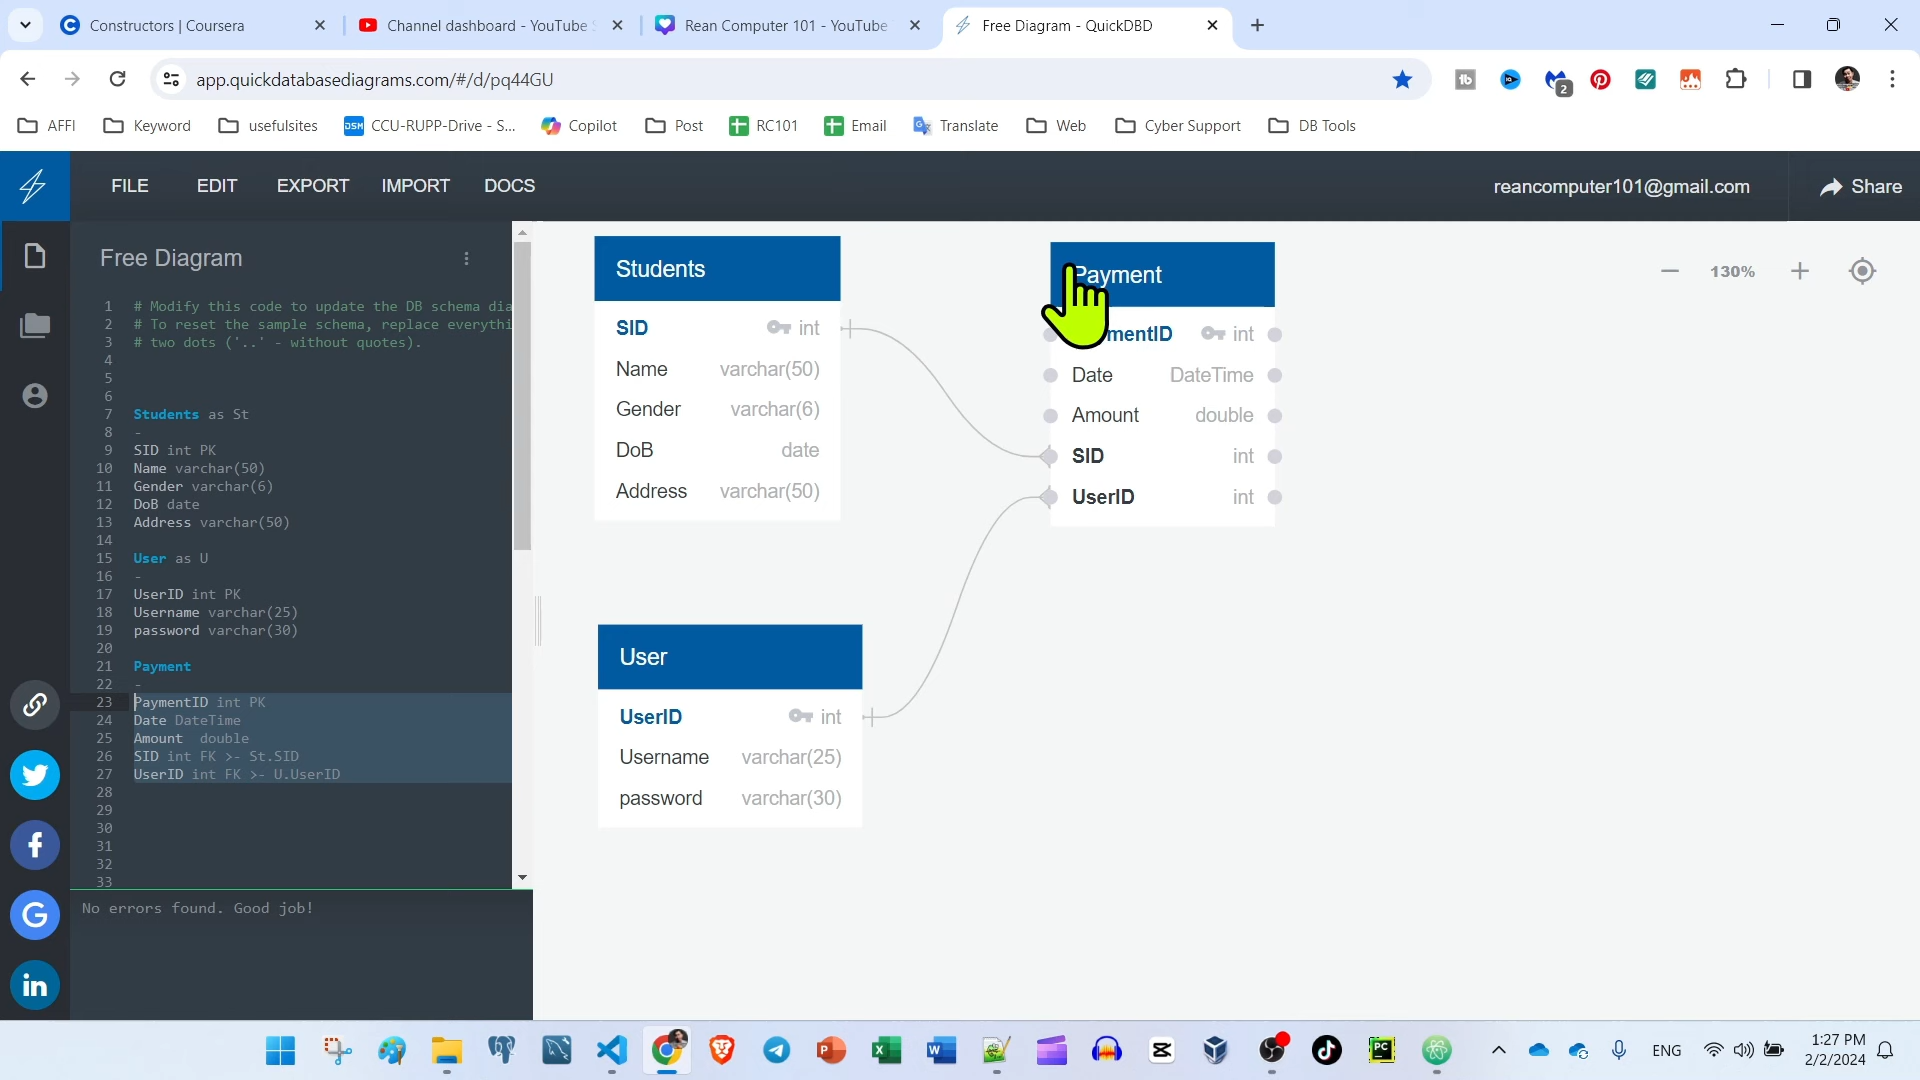 Constructors | Coursera
Channel dashboard - YouTube S
Rean Computer 101 - YouTube
Free Diagram - QuickDBD
app.quickdatabasediagrams.com/#/d/pq44GU
2
AFFI
Keyword
usefulsites
DSM CCU-RUPP-Drive - S...
Copilot
Post
RC101
Email
Translate
Web
Cyber Support
DB Tools
FILE
EDIT
EXPORT
IMPORT
DOCS
reancomputer101@gmail.com
Share
Free Diagram
1 # Modify this code to update the DB schema dia
2 # To reset the sample schema, replace everythi
3 # two dots ('..' - without quotes).
4
5
6
7 Students as St
8 -
9 SID int PK
10 Name varchar(50)
11 Gender varchar(6)
12 DoB date
13 Address varchar(50)
14
15 User as U
16 -
17 UserID int PK
18 Username varchar(25)
19 password varchar(30)
20
21 Payment
22 -
23 PaymentID int PK
24 Date DateTime
25 Amount double
26 SID int FK >- St.SID
27 UserID int FK >- U.UserID
28
29
30
31
32
33
No errors found. Good job!
Students
SID int
Name varchar(50)
Gender varchar(6)
DoB date
Address varchar(50)
User
UserID int
Username varchar(25)
password varchar(30)
Payment
mentID int
Date DateTime
Amount double
SID int
UserID int
130%
ENG
1:27 PM
2/2/2024